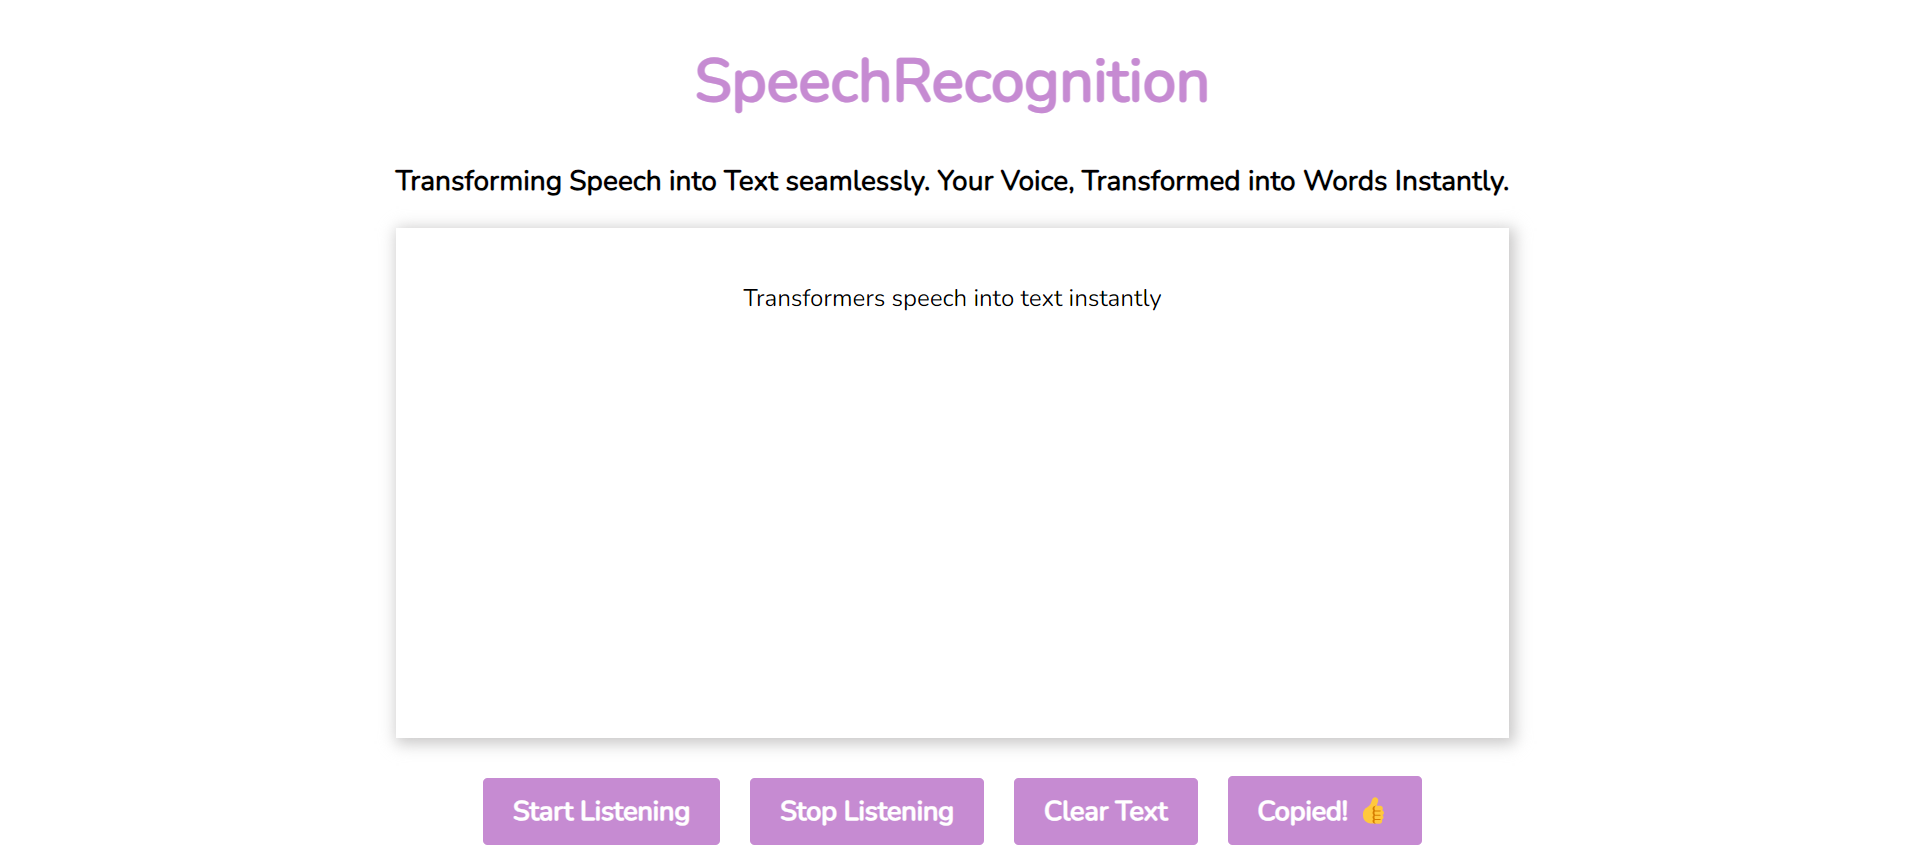 SpeechRecognition
Transforming Speech into Text seamlessly. Your Voice, Transformed into Words Instantly.
Transformers speech into text instantly
Start Listening
Stop Listening
Clear Text
Copied! 👍